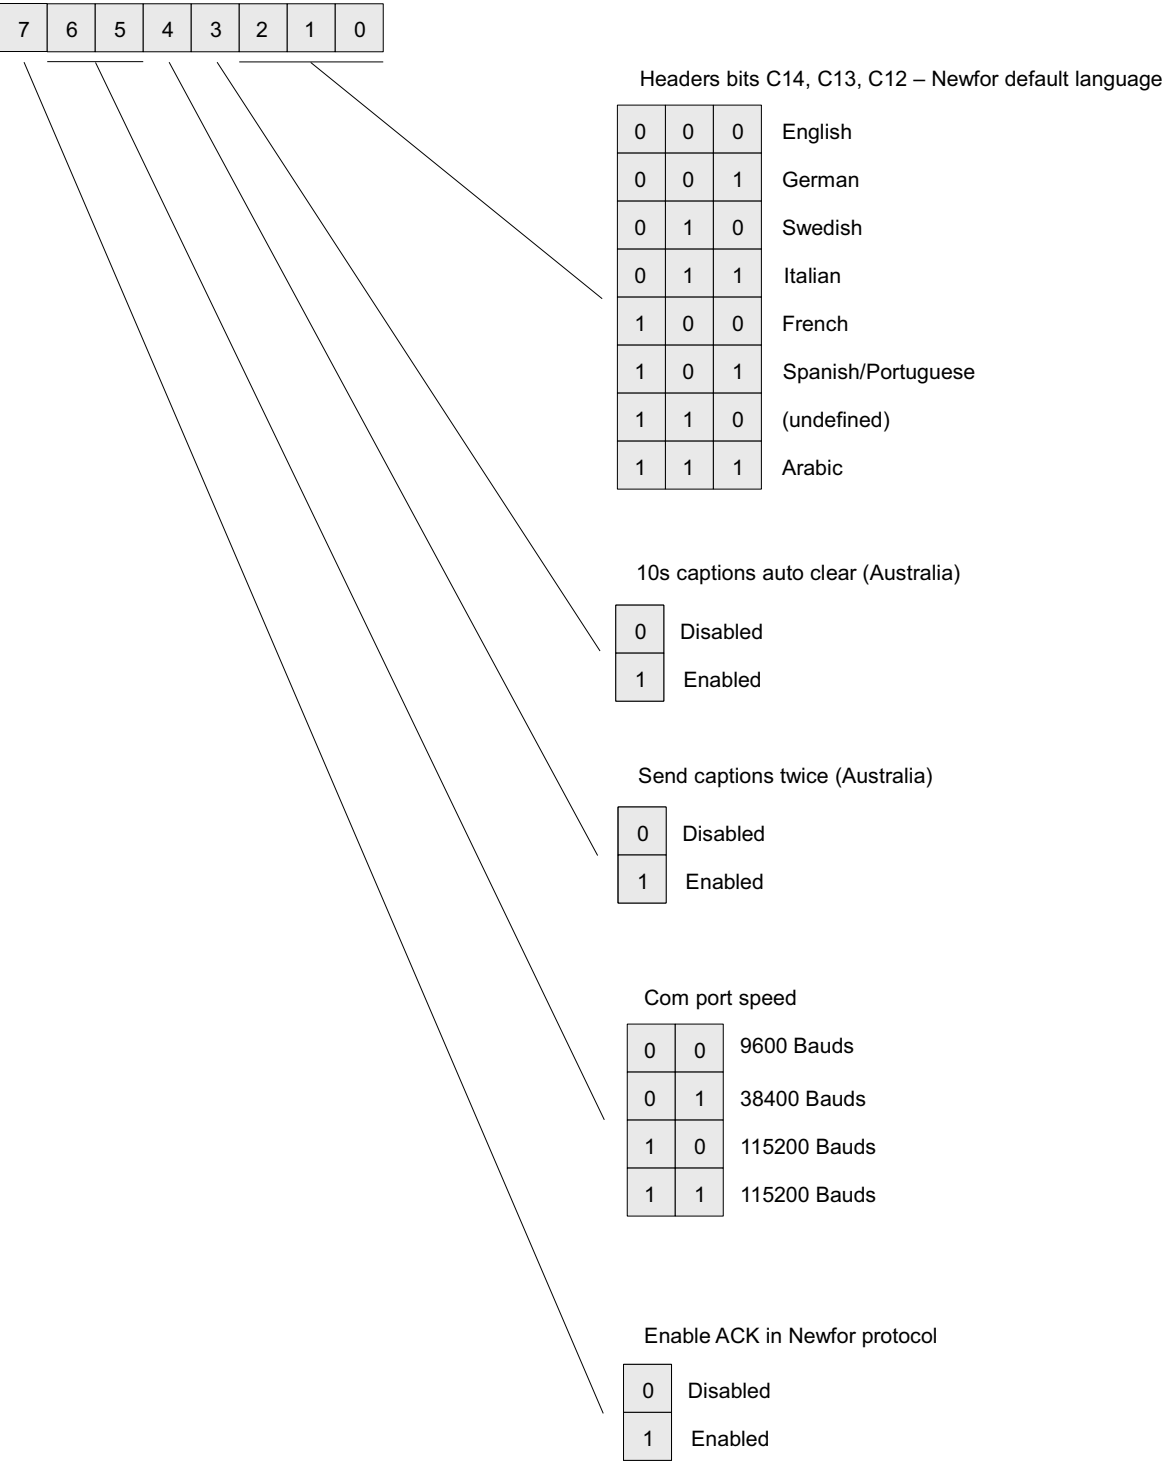 7 6 5 4 3 2 1 0
Headers bits C14, C13, C12 – Newfor default language
0 0 0 English
0 0 1 German
0 1 0 Swedish
0 1 1 Italian
1 0 0 French
1 0 1 Spanish/Portuguese
1 1 0 (undefined)
1 1 1 Arabic
10s captions auto clear (Australia)
0 Disabled
1 Enabled
Send captions twice (Australia)
0 Disabled
1 Enabled
Com port speed
0 0 9600 Bauds
0 1 38400 Bauds
1 0 115200 Bauds
1 1 115200 Bauds
Enable ACK in Newfor protocol
0 Disabled
1 Enabled